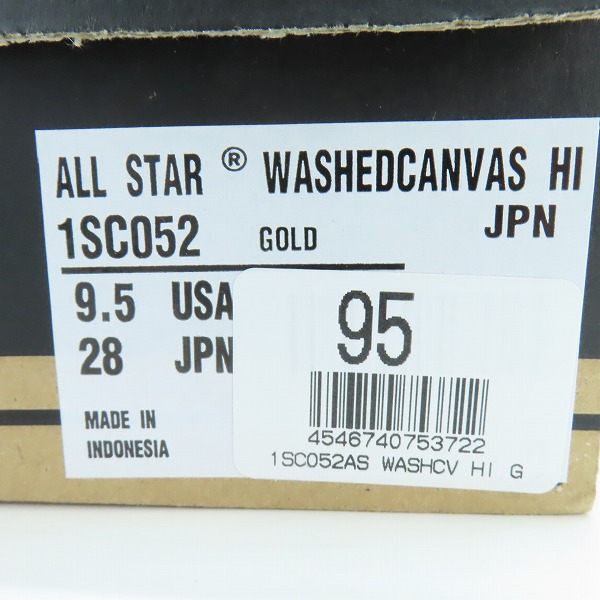 ALL STAR ® WASHEDCANVAS HI
1SC052 GOLD JPN
9.5 USA
28 JPN
95
4546740753722
1SC052AS WASHCV HI G
MADE IN
INDONESIA